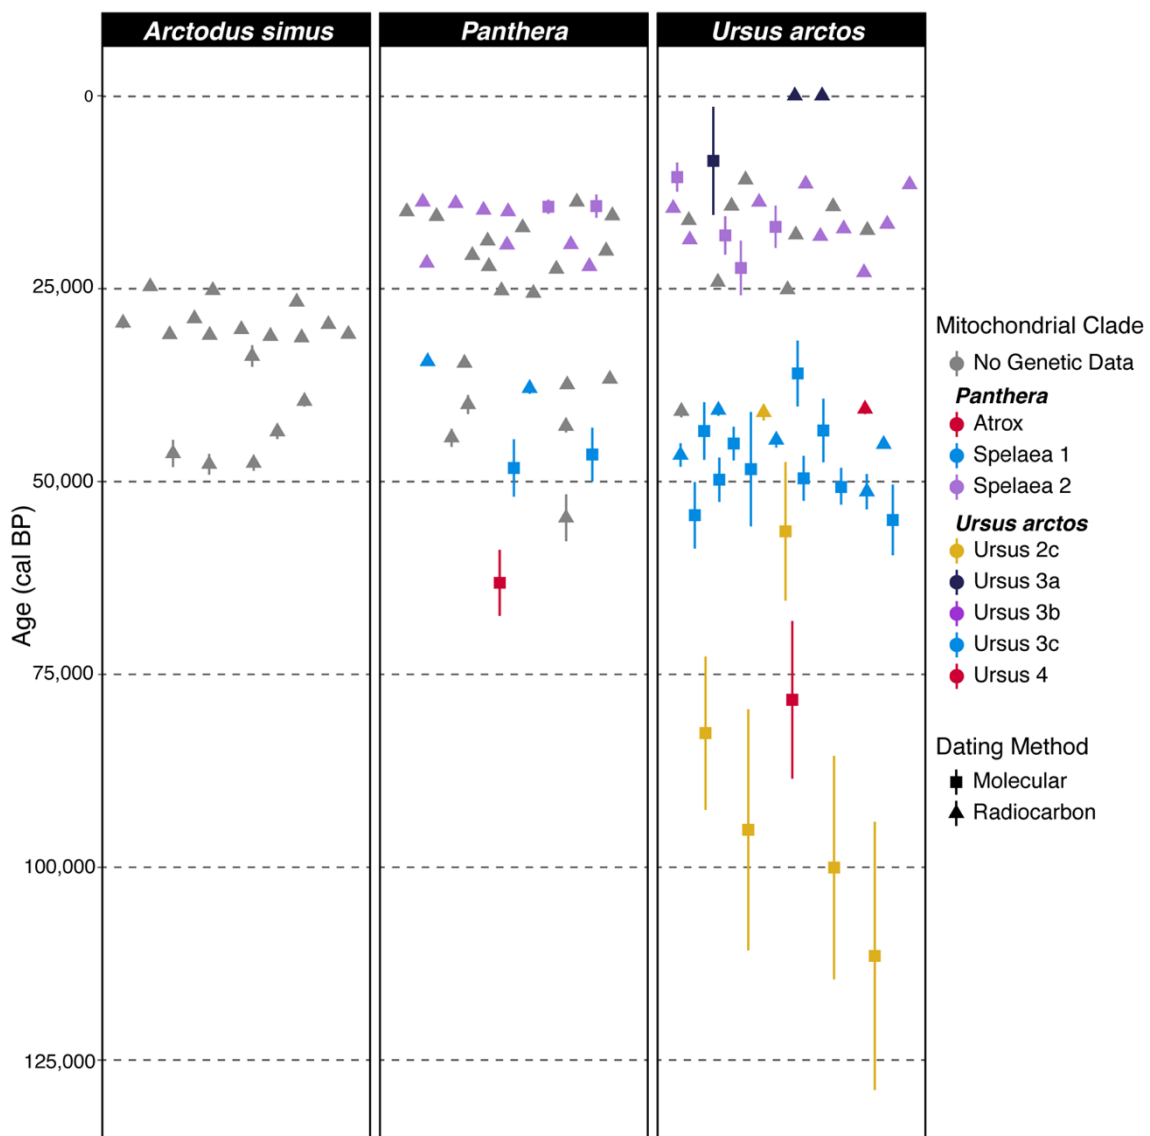 Arctodus simus
Panthera
Ursus arctos
0
25,000
50,000
75,000
100,000
125,000
Age (cal BP)
Mitochondrial Clade
No Genetic Data
Panthera
Atrox
Spelaea 1
Spelaea 2
Ursus arctos
Ursus 2c
Ursus 3a
Ursus 3b
Ursus 3c
Ursus 4
Dating Method
Molecular
Radiocarbon